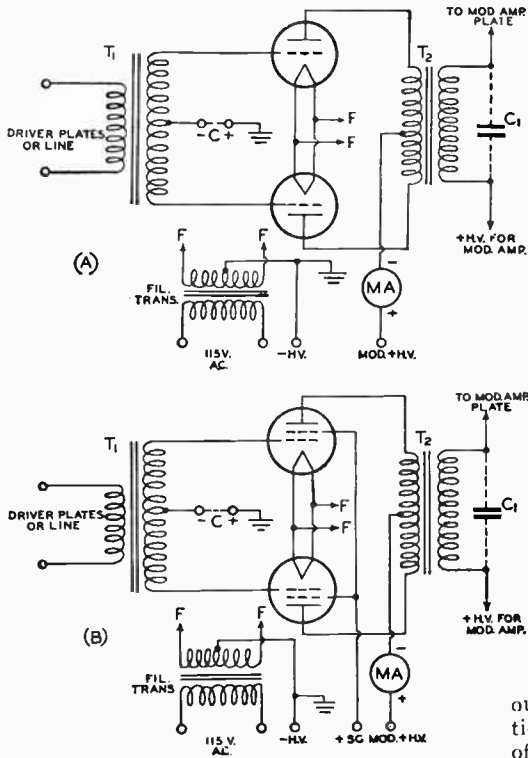 TO MOD. AMP.
PLATE
T1
T2
DRIVER PLATES
OR LINE
- C +
C1
F
F
F
F
+H.V. FOR
MOD. AMP.
(A)
FIL.
TRANS.
-
MA
+
115 V.
AC.
-H.V.
MOD.+H.V.
TO MOD.AMP.
PLATE
T1
T2
DRIVER PLATES
OR LINE
- C +
C1
F
F
F
F
+H.V. FOR
MOD. AMP.
(B)
FIL.
TRANS
-
MA
+
115 V.
AC.
-H.V.
+ SG
MOD.+H.V.
ou
tio
of